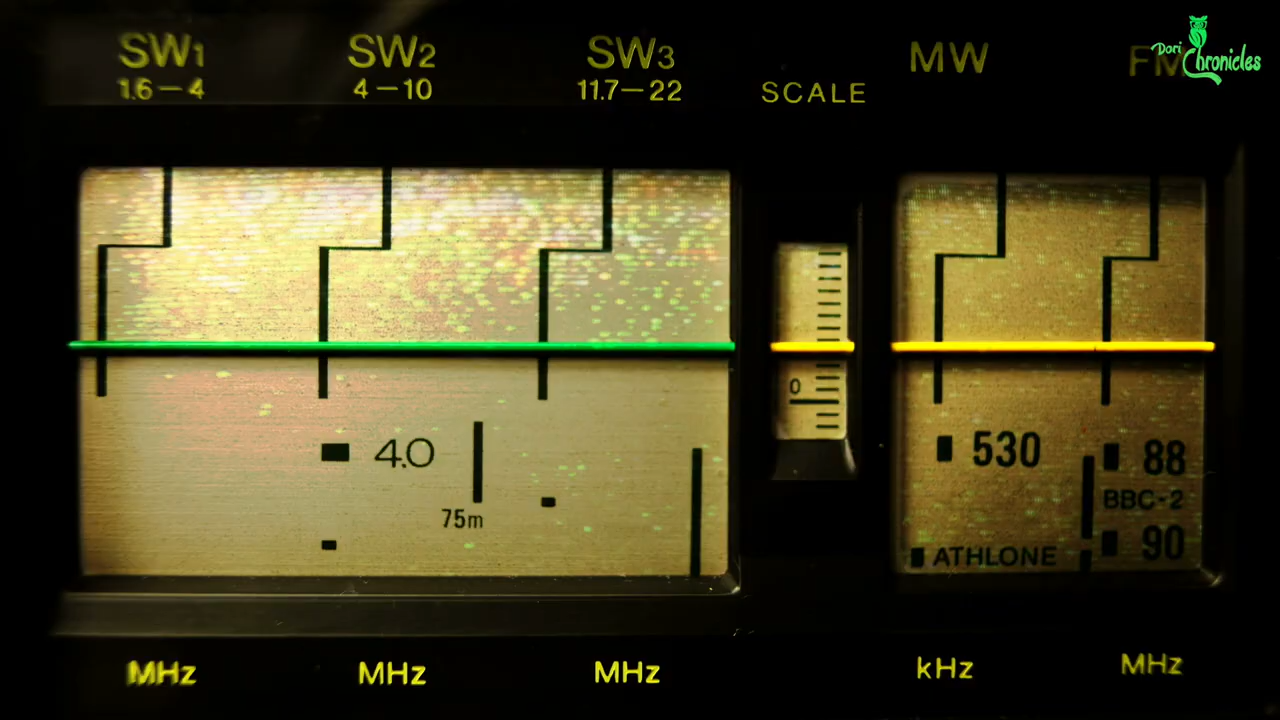 SW1 SW2 SW3 MW FM
1.6–4 4–10 11.7–22 SCALE
Dori Chronicles
0
4.0 530 88
75m BBC-2
ATHLONE 90
MHz MHz MHz kHz MHz